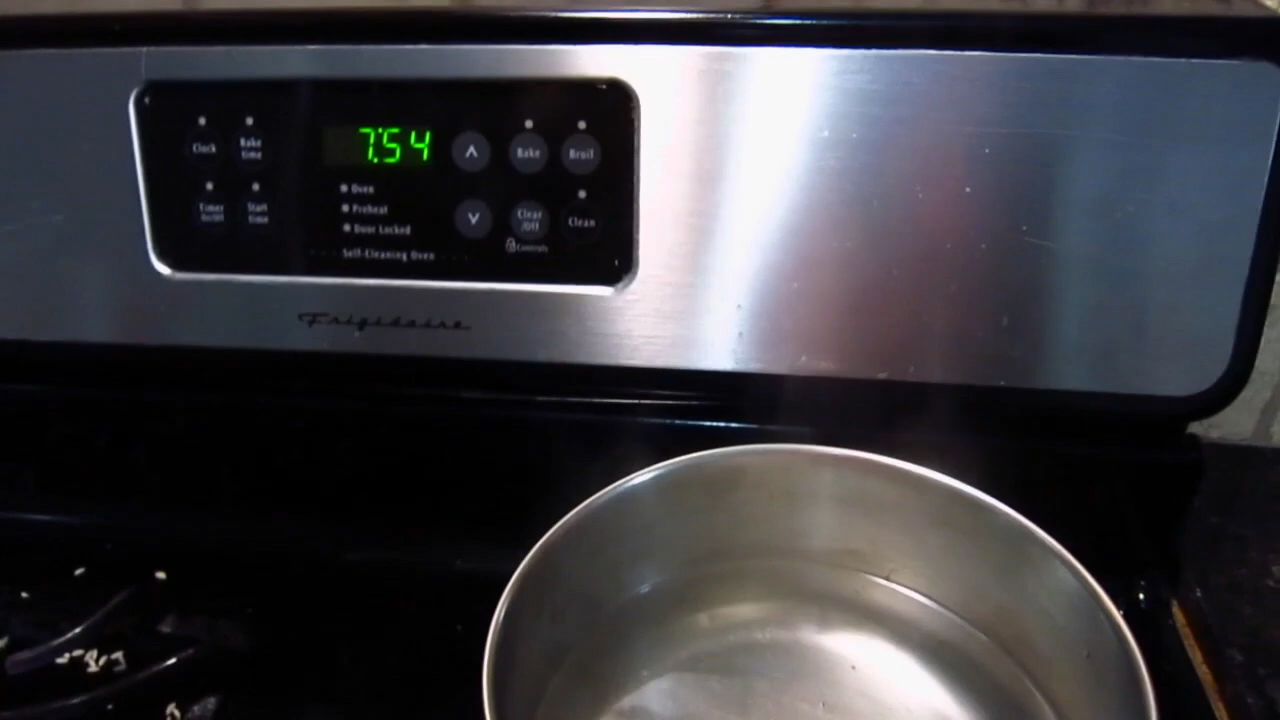 7:54
Clock
Bake
time
Bake
Broil
Oven
Timer
On/Off
Start
time
Preheat
Clear
/Off
Clean
Door Locked
Controls
Self-Cleaning Oven
Frigidaire